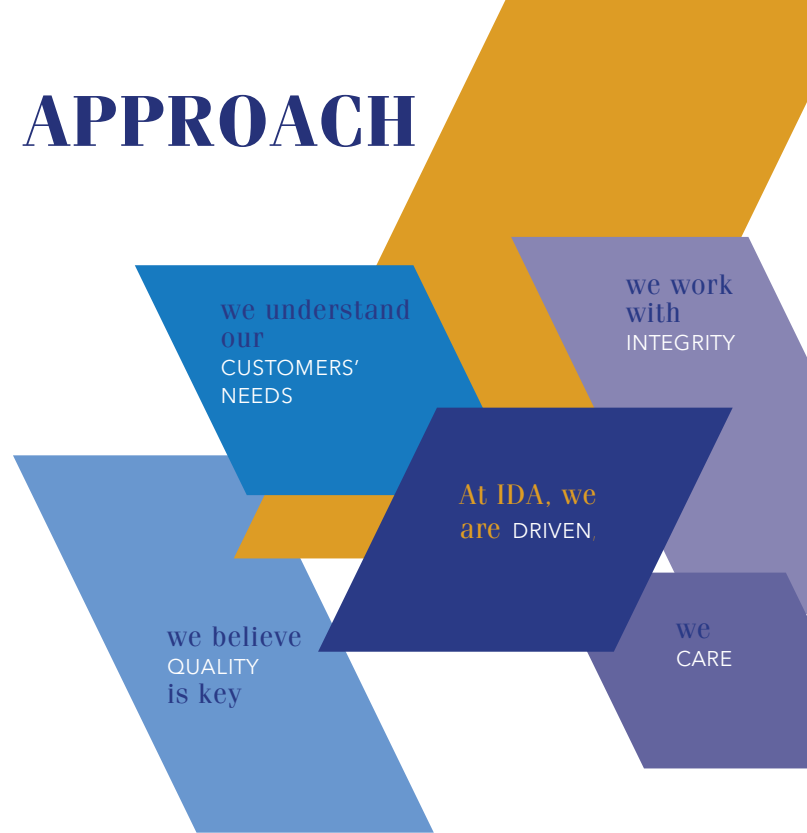 APPROACH
we understand
our
CUSTOMERS’
NEEDS
we work
with
INTEGRITY
At IDA, we
are DRIVEN,
we believe
QUALITY
is key
we
CARE